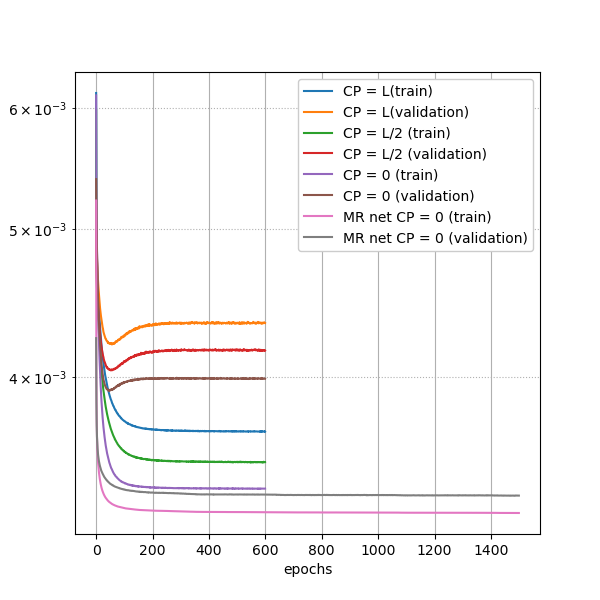 6 × 10⁻³
5 × 10⁻³
4 × 10⁻³
CP = L(train)
CP = L(validation)
CP = L/2 (train)
CP = L/2 (validation)
CP = 0 (train)
CP = 0 (validation)
MR net CP = 0 (train)
MR net CP = 0 (validation)
0 200 400 600 800 1000 1200 1400
epochs